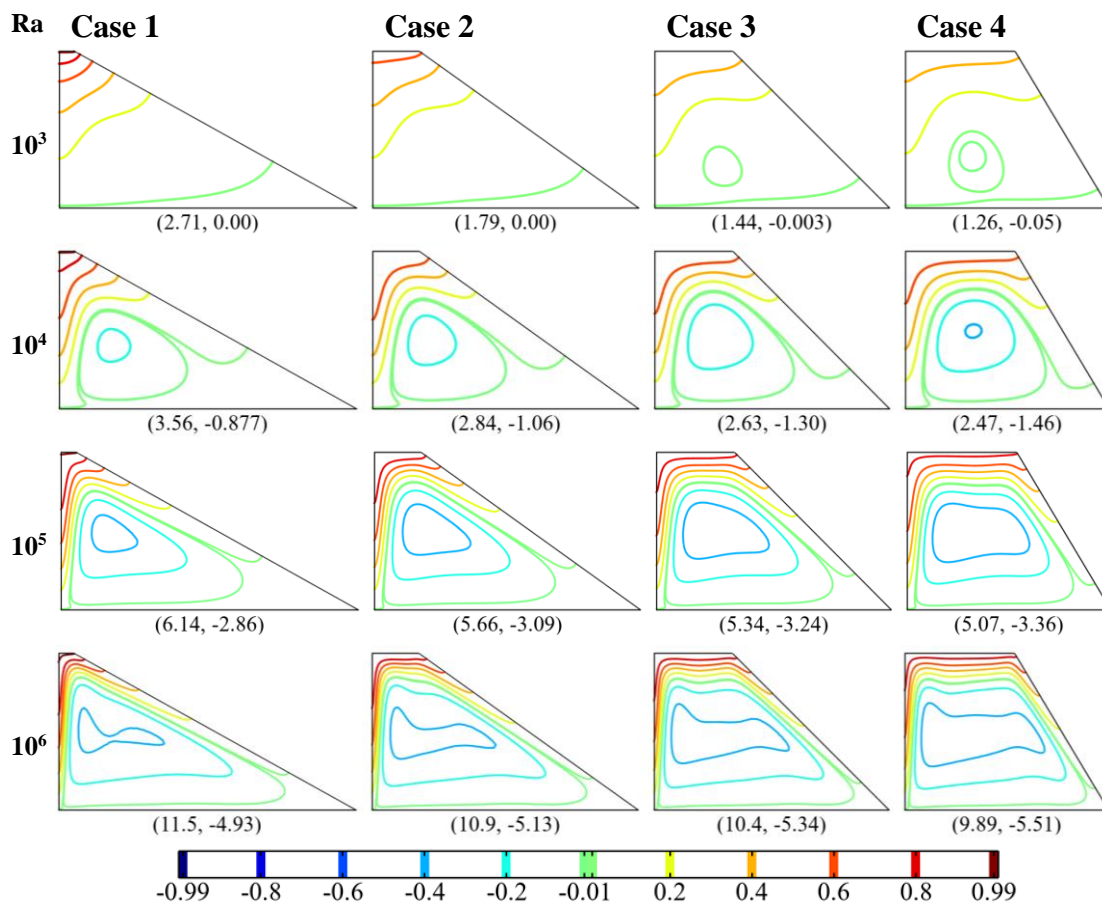 Ra Case 1 Case 2 Case 3 Case 4
10³
(2.71, 0.00) (1.79, 0.00) (1.44, -0.003) (1.26, -0.05)
10⁴
(3.56, -0.877) (2.84, -1.06) (2.63, -1.30) (2.47, -1.46)
10⁵
(6.14, -2.86) (5.66, -3.09) (5.34, -3.24) (5.07, -3.36)
10⁶
(11.5, -4.93) (10.9, -5.13) (10.4, -5.34) (9.89, -5.51)
-0.99 -0.8 -0.6 -0.4 -0.2 -0.01 0.2 0.4 0.6 0.8 0.99